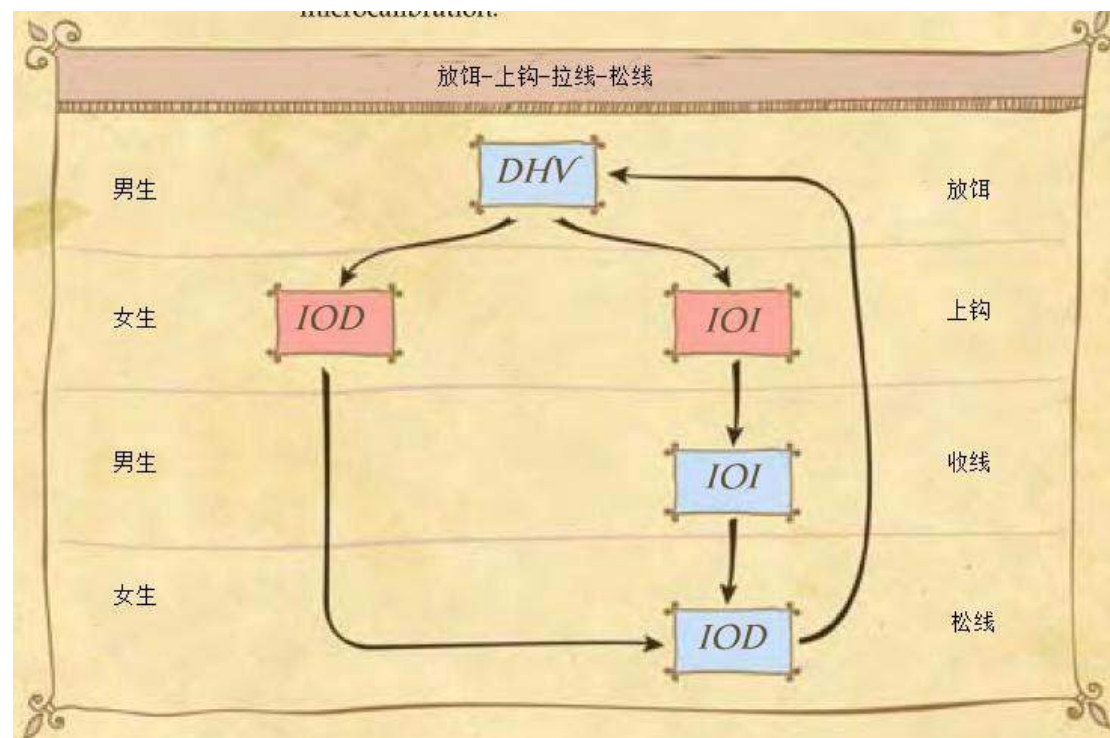 microcalibration.
放饵-上钩-拉线-松线
男生 DHV 放饵
女生 IOD IOI 上钩
男生 IOI 收线
女生 IOD 松线